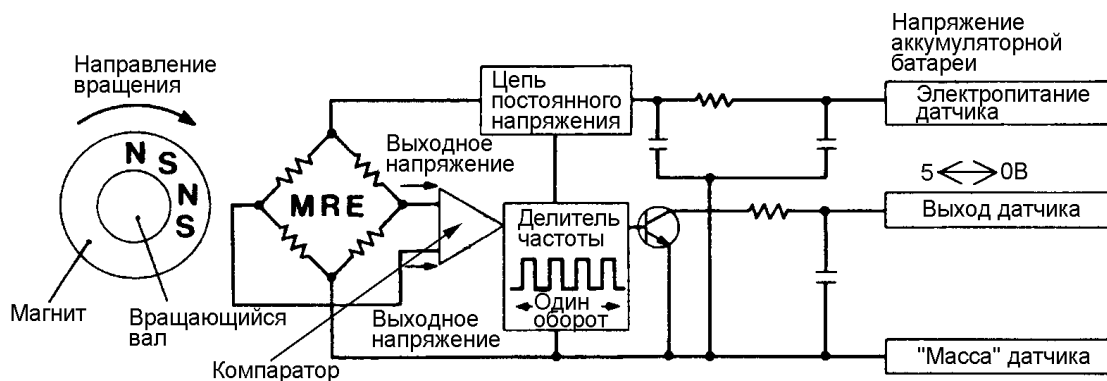 Направление
вращения
N
S
N
S
Магнит
Вращающийся
вал
MRE
Выходное
напряжение
Выходное
напряжение
Компаратор
Цепь
постоянного
напряжения
Делитель
частоты
Один
оборот
Напряжение
аккумуляторной
батареи
Электропитание
датчика
5 <—> 0В
Выход датчика
"Масса" датчика